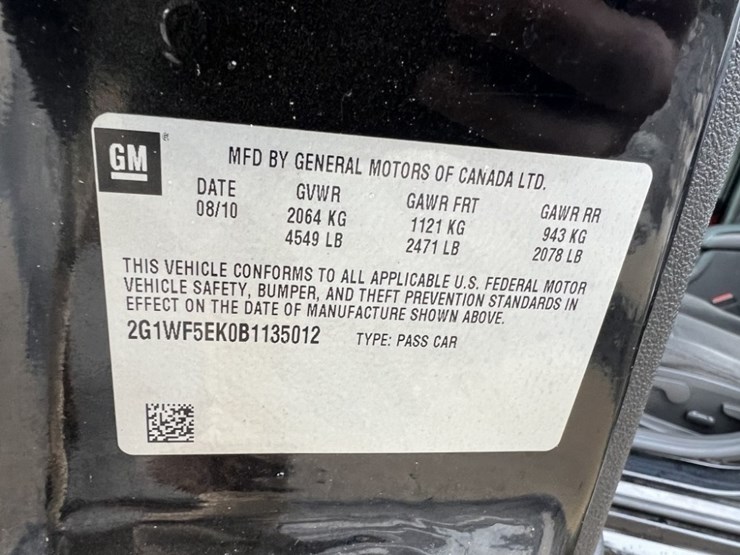 GM
MFD BY GENERAL MOTORS OF CANADA LTD.
DATE GVWR GAWR FRT GAWR RR
08/10 2064 KG 1121 KG 943 KG
4549 LB 2471 LB 2078 LB
THIS VEHICLE CONFORMS TO ALL APPLICABLE U.S. FEDERAL MOTOR
VEHICLE SAFETY, BUMPER, AND THEFT PREVENTION STANDARDS IN
EFFECT ON THE DATE OF MANUFACTURE SHOWN ABOVE.
2G1WF5EK0B1135012 TYPE: PASS CAR